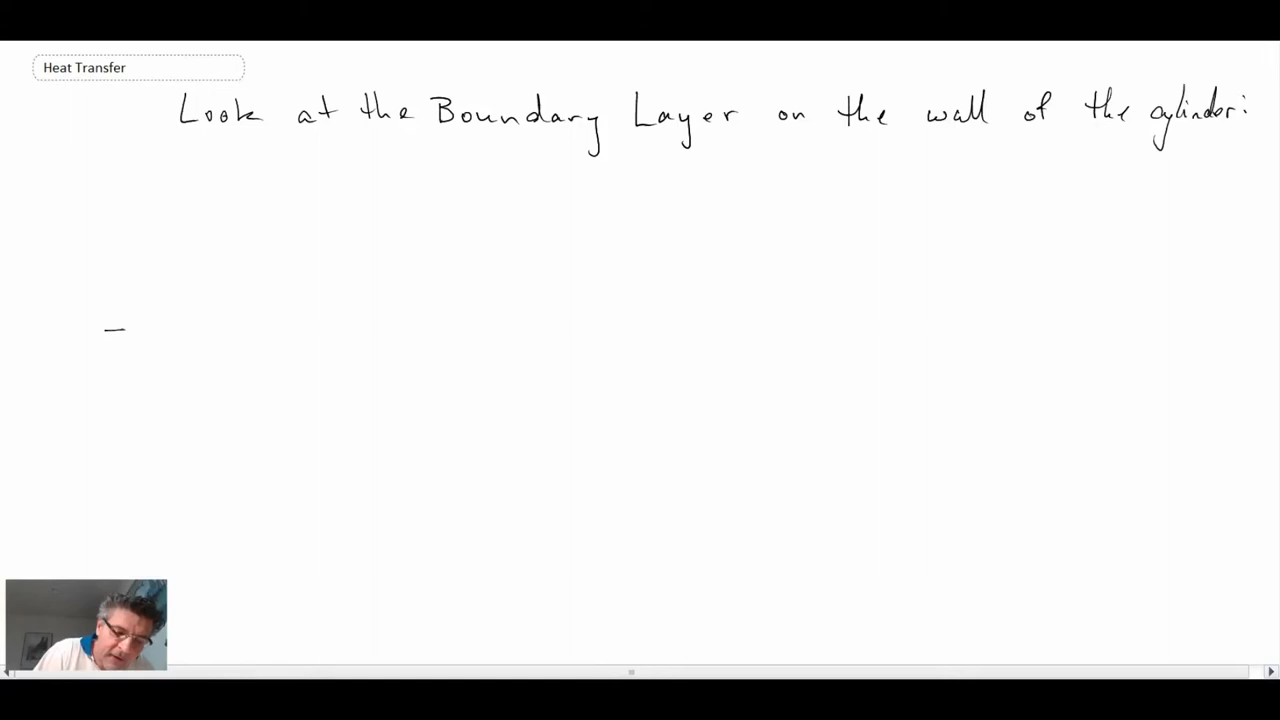 Heat Transfer
Look at the Boundary Layer on the wall of the cylinder: